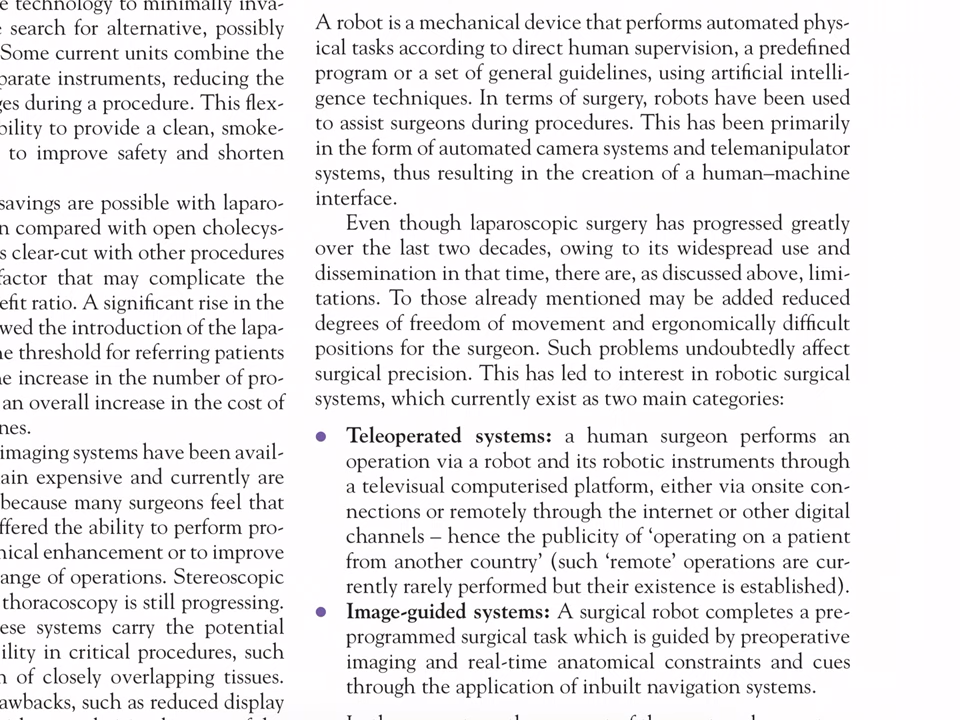 e technology to minimally inva-
search for alternative, possibly
Some current units combine the
parate instruments, reducing the
ges during a procedure. This flex-
bility to provide a clean, smoke-
to improve safety and shorten
savings are possible with laparo-
n compared with open cholecys-
s clear-cut with other procedures
factor that may complicate the
efit ratio. A significant rise in the
wed the introduction of the lapa-
e threshold for referring patients
e increase in the number of pro-
an overall increase in the cost of
nes.
imaging systems have been avail-
ain expensive and currently are
because many surgeons feel that
ffered the ability to perform pro-
nical enhancement or to improve
ange of operations. Stereoscopic
thoracoscopy is still progressing.
ese systems carry the potential
ility in critical procedures, such
n of closely overlapping tissues.
awbacks, such as reduced display
A robot is a mechanical device that performs automated phys-
ical tasks according to direct human supervision, a predefined
program or a set of general guidelines, using artificial intelli-
gence techniques. In terms of surgery, robots have been used
to assist surgeons during procedures. This has been primarily
in the form of automated camera systems and telemanipulator
systems, thus resulting in the creation of a human–machine
interface.
Even though laparoscopic surgery has progressed greatly
over the last two decades, owing to its widespread use and
dissemination in that time, there are, as discussed above, limi-
tations. To those already mentioned may be added reduced
degrees of freedom of movement and ergonomically difficult
positions for the surgeon. Such problems undoubtedly affect
surgical precision. This has led to interest in robotic surgical
systems, which currently exist as two main categories:
● Teleoperated systems: a human surgeon performs an
operation via a robot and its robotic instruments through
a televisual computerised platform, either via onsite con-
nections or remotely through the internet or other digital
channels – hence the publicity of ‘operating on a patient
from another country’ (such ‘remote’ operations are cur-
rently rarely performed but their existence is established).
● Image-guided systems: A surgical robot completes a pre-
programmed surgical task which is guided by preoperative
imaging and real-time anatomical constraints and cues
through the application of inbuilt navigation systems.